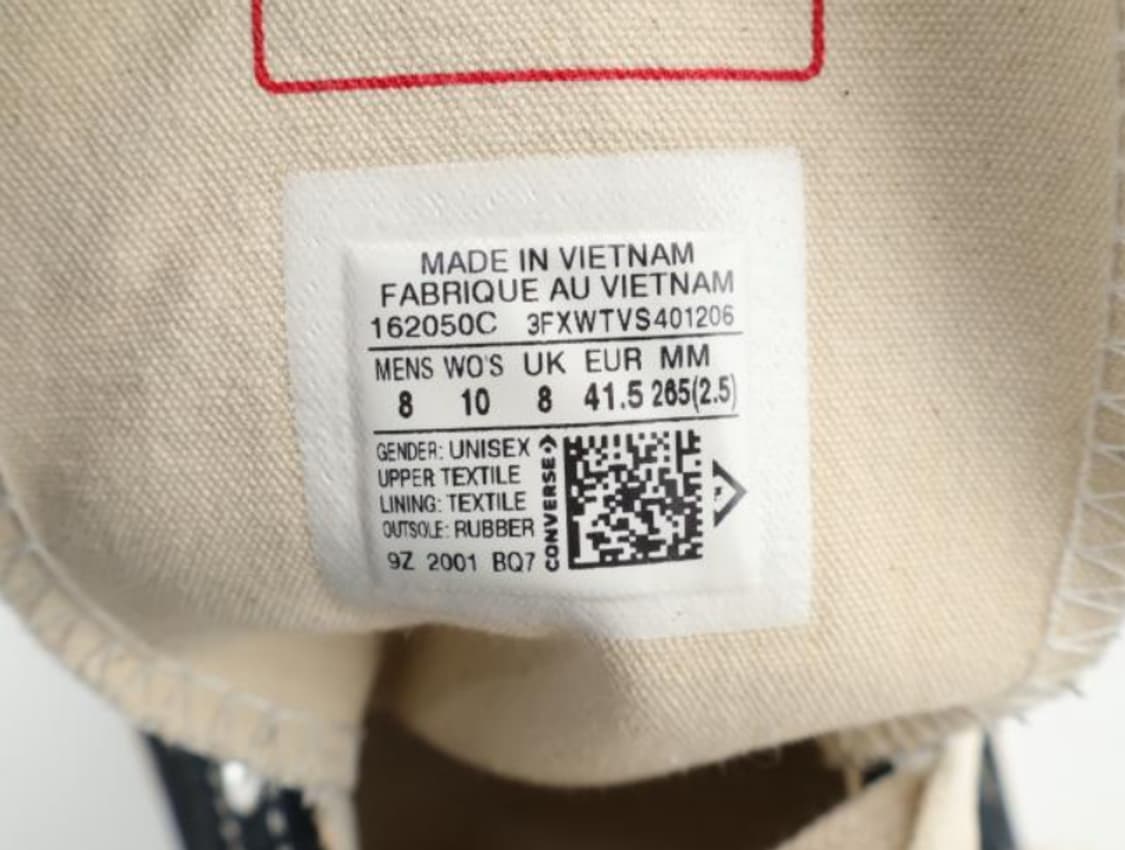 MADE IN VIETNAM
FABRIQUE AU VIETNAM
162050C 3FXWTVS401206
MENS WO'S UK EUR MM
8 10 8 41.5 265(2.5)
GENDER: UNISEX
UPPER TEXTILE
LINING: TEXTILE
OUTSOLE: RUBBER
9Z 2001 BQ7
CONVERSE